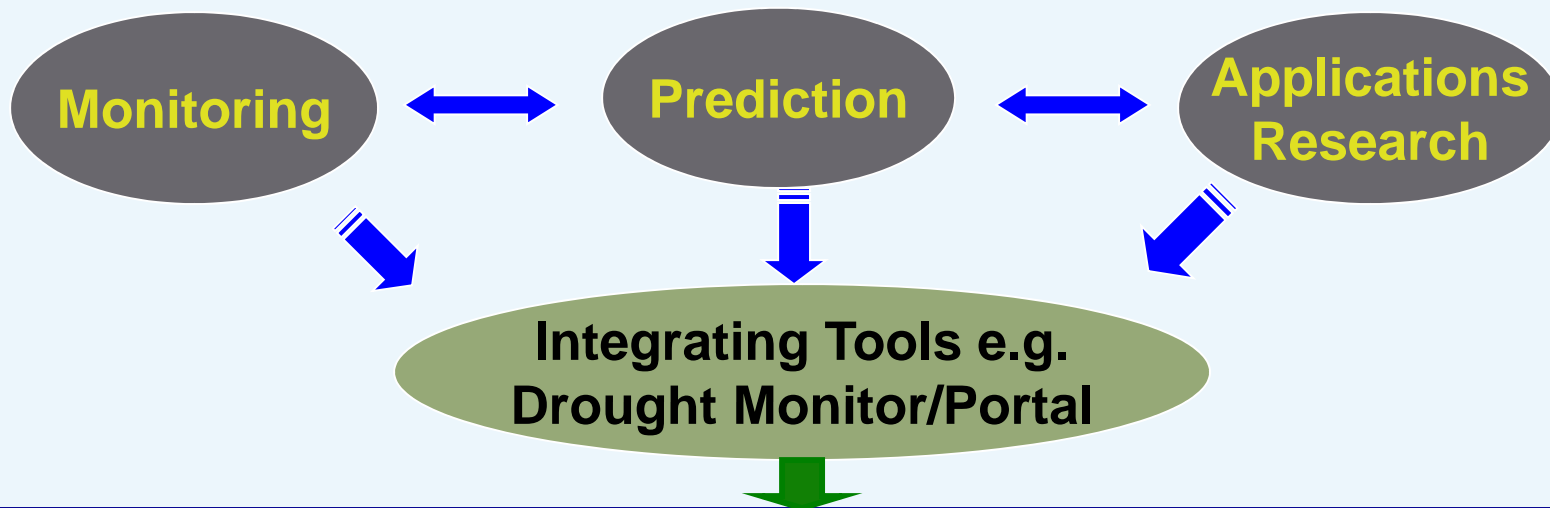 Monitoring
Prediction
Applications
Research
Integrating Tools e.g.
Drought Monitor/Portal